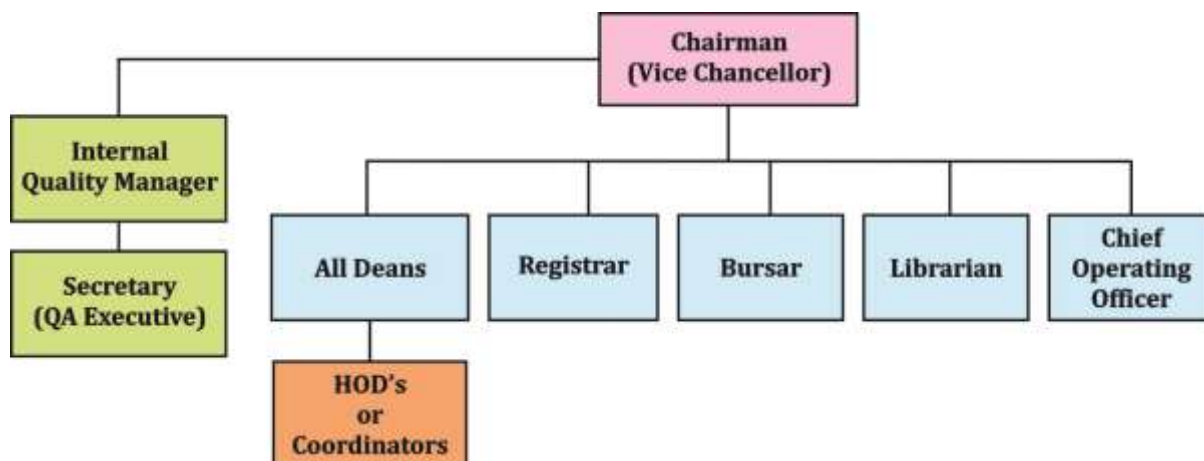 Chairman
(Vice Chancellor)
Internal
Quality Manager
Secretary
(QA Executive)
All Deans
Registrar
Bursar
Librarian
Chief
Operating
Officer
HOD's
or
Coordinators